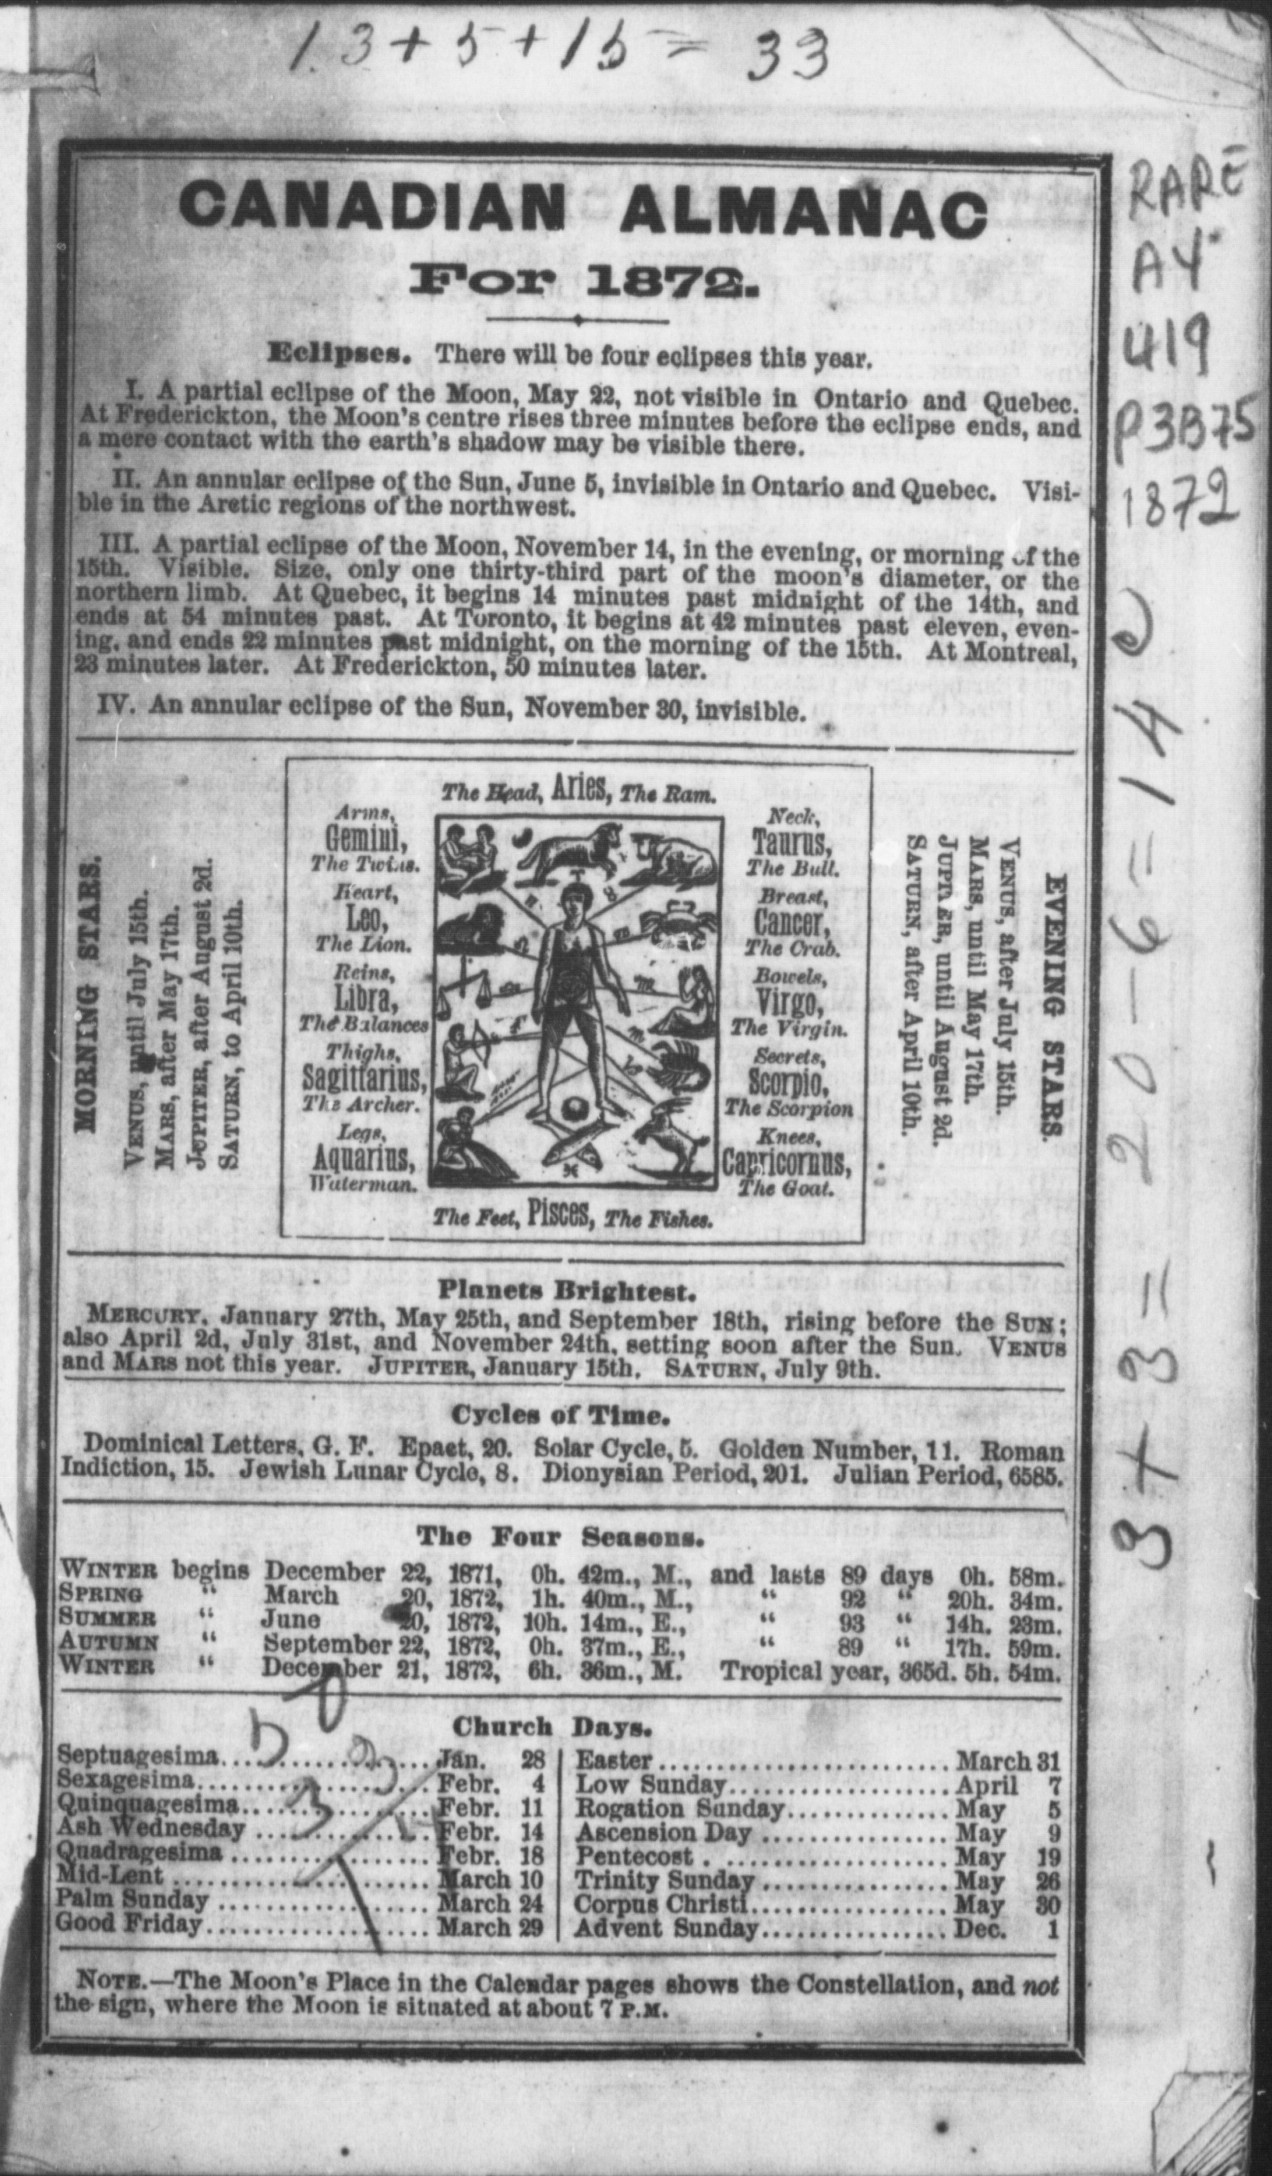 13+5+15=33
CANADIAN ALMANAC
For 1872.
Eclipses. There will be four eclipses this year.
I. A partial eclipse of the Moon, May 22, not visible in Ontario and Quebec.
At Frederickton, the Moon's centre rises three minutes before the eclipse ends, and
a mere contact with the earth's shadow may be visible there.
II. An annular eclipse of the Sun, June 5, invisible in Ontario and Quebec. Visi-
ble in the Arctic regions of the northwest.
III. A partial eclipse of the Moon, November 14, in the evening, or morning of the
15th. Visible. Size, only one thirty-third part of the moon's diameter, or the
northern limb. At Quebec, it begins 14 minutes past midnight of the 14th, and
ends at 54 minutes past. At Toronto, it begins at 42 minutes past eleven, even-
ing, and ends 22 minutes past midnight, on the morning of the 15th. At Montreal,
23 minutes later. At Frederickton, 50 minutes later.
IV. An annular eclipse of the Sun, November 30, invisible.
MORNING STARS.
VENUS, until July 15th.
MARS, after May 17th.
JUPITER, after August 2d.
SATURN, to April 10th.
The Head, Aries, The Ram.
Arms,
Gemini,
The Twins.
Heart,
Leo,
The Lion.
Reins,
Libra,
The Balances
Thighs,
Sagittarius,
The Archer.
Legs,
Aquarius,
Waterman.
Neck,
Taurus,
The Bull.
Breast,
Cancer,
The Crab.
Bowels,
Virgo,
The Virgin.
Secrets,
Scorpio,
The Scorpion
Knees,
Capricornus,
The Goat.
The Feet, Pisces, The Fishes.
EVENING STARS.
VENUS, after July 15th.
MARS, until May 17th.
JUPITER, until August 2d.
SATURN, after April 10th.
Planets Brightest.
MERCURY, January 27th, May 25th, and September 18th, rising before the SUN;
also April 2d, July 31st, and November 24th, setting soon after the Sun. VENUS
and MARS not this year. JUPITER, January 15th. SATURN, July 9th.
Cycles of Time.
Dominical Letters, G. F. Epact, 20. Solar Cycle, 5. Golden Number, 11. Roman
Indiction, 15. Jewish Lunar Cycle, 8. Dionysian Period, 201. Julian Period, 6585.
The Four Seasons.
WINTER begins December 22, 1871, 0h. 42m., M., and lasts 89 days 0h. 58m.
SPRING " March 20, 1872, 1h. 40m., M., " 92 " 20h. 34m.
SUMMER " June 20, 1872, 10h. 14m., E., " 93 " 14h. 23m.
AUTUMN " September 22, 1872, 0h. 37m., E., " 89 " 17h. 59m.
WINTER " December 21, 1872, 6h. 36m., M. Tropical year, 365d. 5h. 54m.
Church Days.
Septuagesima.................... Jan. 28
Sexagesima.................... Febr. 4
Quinquagesima.................... Febr. 11
Ash Wednesday .................... Febr. 14
Quadragesima .................... Febr. 18
Mid-Lent .................... March 10
Palm Sunday .................... March 24
Good Friday.................... March 29
Easter.................... March 31
Low Sunday.................... April 7
Rogation Sunday.................... May 5
Ascension Day .................... May 9
Pentecost .................... May 19
Trinity Sunday .................... May 26
Corpus Christi.................... May 30
Advent Sunday.................... Dec. 1
NOTE.—The Moon's Place in the Calendar pages shows the Constellation, and not
the sign, where the Moon is situated at about 7 P.M.
RARE
AY
419
P3B75
1872
3+3=20-6=14